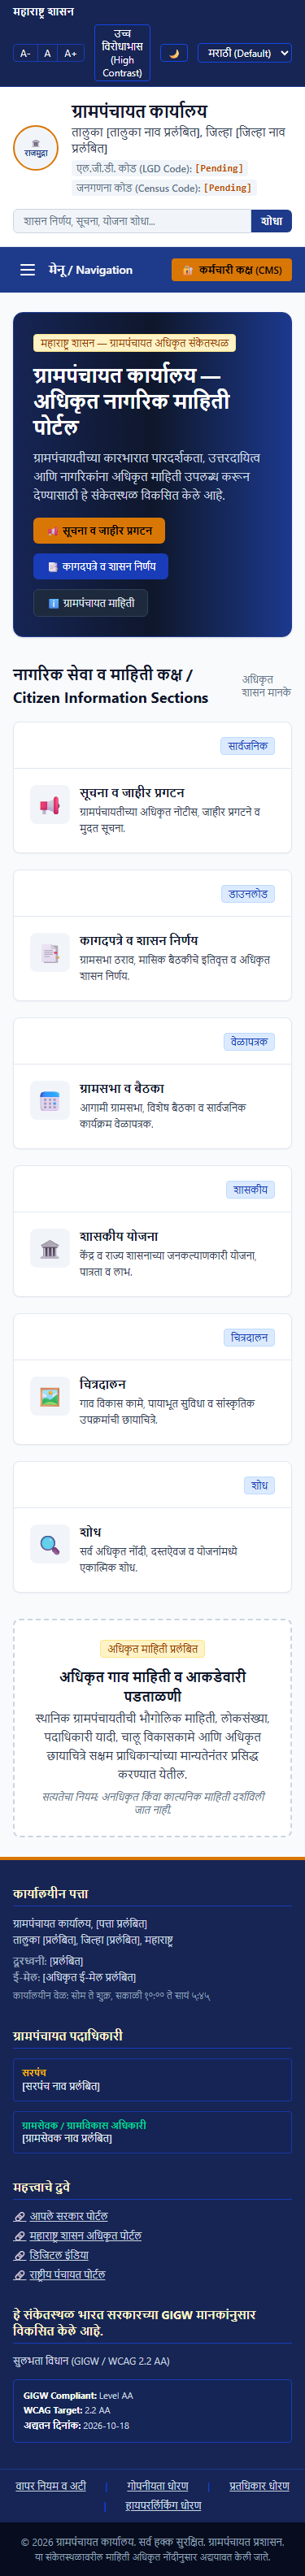 महाराष्ट्र शासन
A-
A
A+
उच्च
विरोधाभास
(High
Contrast)
मराठी (Default)
राजमुद्रा
ग्रामपंचायत कार्यालय
तालुका [तालुका नाव प्रलंबित], जिल्हा [जिल्हा नाव
प्रलंबित]
एल.जी.डी. कोड (LGD Code): [Pending]
जनगणना कोड (Census Code): [Pending]
शासन निर्णय, सूचना, योजना शोधा...
शोधा
मेनू / Navigation
कर्मचारी कक्ष (CMS)
महाराष्ट्र शासन — ग्रामपंचायत अधिकृत संकेतस्थळ
ग्रामपंचायत कार्यालय —
अधिकृत नागरिक माहिती
पोर्टल
ग्रामपंचायतीच्या कारभारात पारदर्शकता, उत्तरदायित्व
आणि नागरिकांना अधिकृत माहिती उपलब्ध करून
देण्यासाठी हे संकेतस्थळ विकसित केले आहे.
सूचना व जाहीर प्रगटन
कागदपत्रे व शासन निर्णय
ग्रामपंचायत माहिती
नागरिक सेवा व माहिती कक्ष /
Citizen Information Sections
अधिकृत
शासन मानके
सार्वजनिक
सूचना व जाहीर प्रगटन
ग्रामपंचायतीच्या अधिकृत नोटीस, जाहीर प्रगटने व
मुदत सूचना.
डाउनलोड
कागदपत्रे व शासन निर्णय
ग्रामसभा ठराव, मासिक बैठकीचे इतिवृत्त व अधिकृत
शासन निर्णय.
वेळापत्रक
ग्रामसभा व बैठका
आगामी ग्रामसभा, विशेष बैठका व सार्वजनिक
कार्यक्रम वेळापत्रक.
शासकीय
शासकीय योजना
केंद्र व राज्य शासनाच्या जनकल्याणकारी योजना,
पात्रता व लाभ.
चित्रदालन
चित्रदालन
गाव विकास कामे, पायाभूत सुविधा व सांस्कृतिक
उपक्रमांची छायाचित्रे.
शोध
शोध
सर्व अधिकृत नोंदी, दस्तऐवज व योजनांमध्ये
एकात्मिक शोध.
अधिकृत माहिती प्रलंबित
अधिकृत गाव माहिती व आकडेवारी
पडताळणी
स्थानिक ग्रामपंचायतीची भौगोलिक माहिती, लोकसंख्या,
पदाधिकारी यादी, चालू विकासकामे आणि अधिकृत
छायाचित्रे सक्षम प्राधिकाऱ्यांच्या मान्यतेनंतर प्रसिद्ध
करण्यात येतील.
सत्यतेचा नियम: अनधिकृत किंवा काल्पनिक माहिती दर्शविली
जात नाही.
कार्यालयीन पत्ता
ग्रामपंचायत कार्यालय, [पत्ता प्रलंबित]
तालुका [प्रलंबित], जिल्हा [प्रलंबित], महाराष्ट्र
दूरध्वनी: [प्रलंबित]
ई-मेल: [अधिकृत ई-मेल प्रलंबित]
कार्यालयीन वेळ: सोम ते शुक्र, सकाळी १०:०० ते सायं ५:४५
ग्रामपंचायत पदाधिकारी
सरपंच
[सरपंच नाव प्रलंबित]
ग्रामसेवक / ग्रामविकास अधिकारी
[ग्रामसेवक नाव प्रलंबित]
महत्त्वाचे दुवे
आपले सरकार पोर्टल
महाराष्ट्र शासन अधिकृत पोर्टल
डिजिटल इंडिया
राष्ट्रीय पंचायत पोर्टल
हे संकेतस्थळ भारत सरकारच्या GIGW मानकांनुसार
विकसित केले आहे.
सुलभता विधान (GIGW / WCAG 2.2 AA)
GIGW Compliant: Level AA
WCAG Target: 2.2 AA
अद्यतन दिनांक: 2026-10-18
वापर नियम व अटी | गोपनीयता धोरण | प्रताधिकार धोरण
| हायपरलिंकिंग धोरण
© 2026 ग्रामपंचायत कार्यालय. सर्व हक्क सुरक्षित. ग्रामपंचायत प्रशासन.
या संकेतस्थळावरील माहिती अधिकृत नोंदींनुसार अद्ययावत केली जाते.